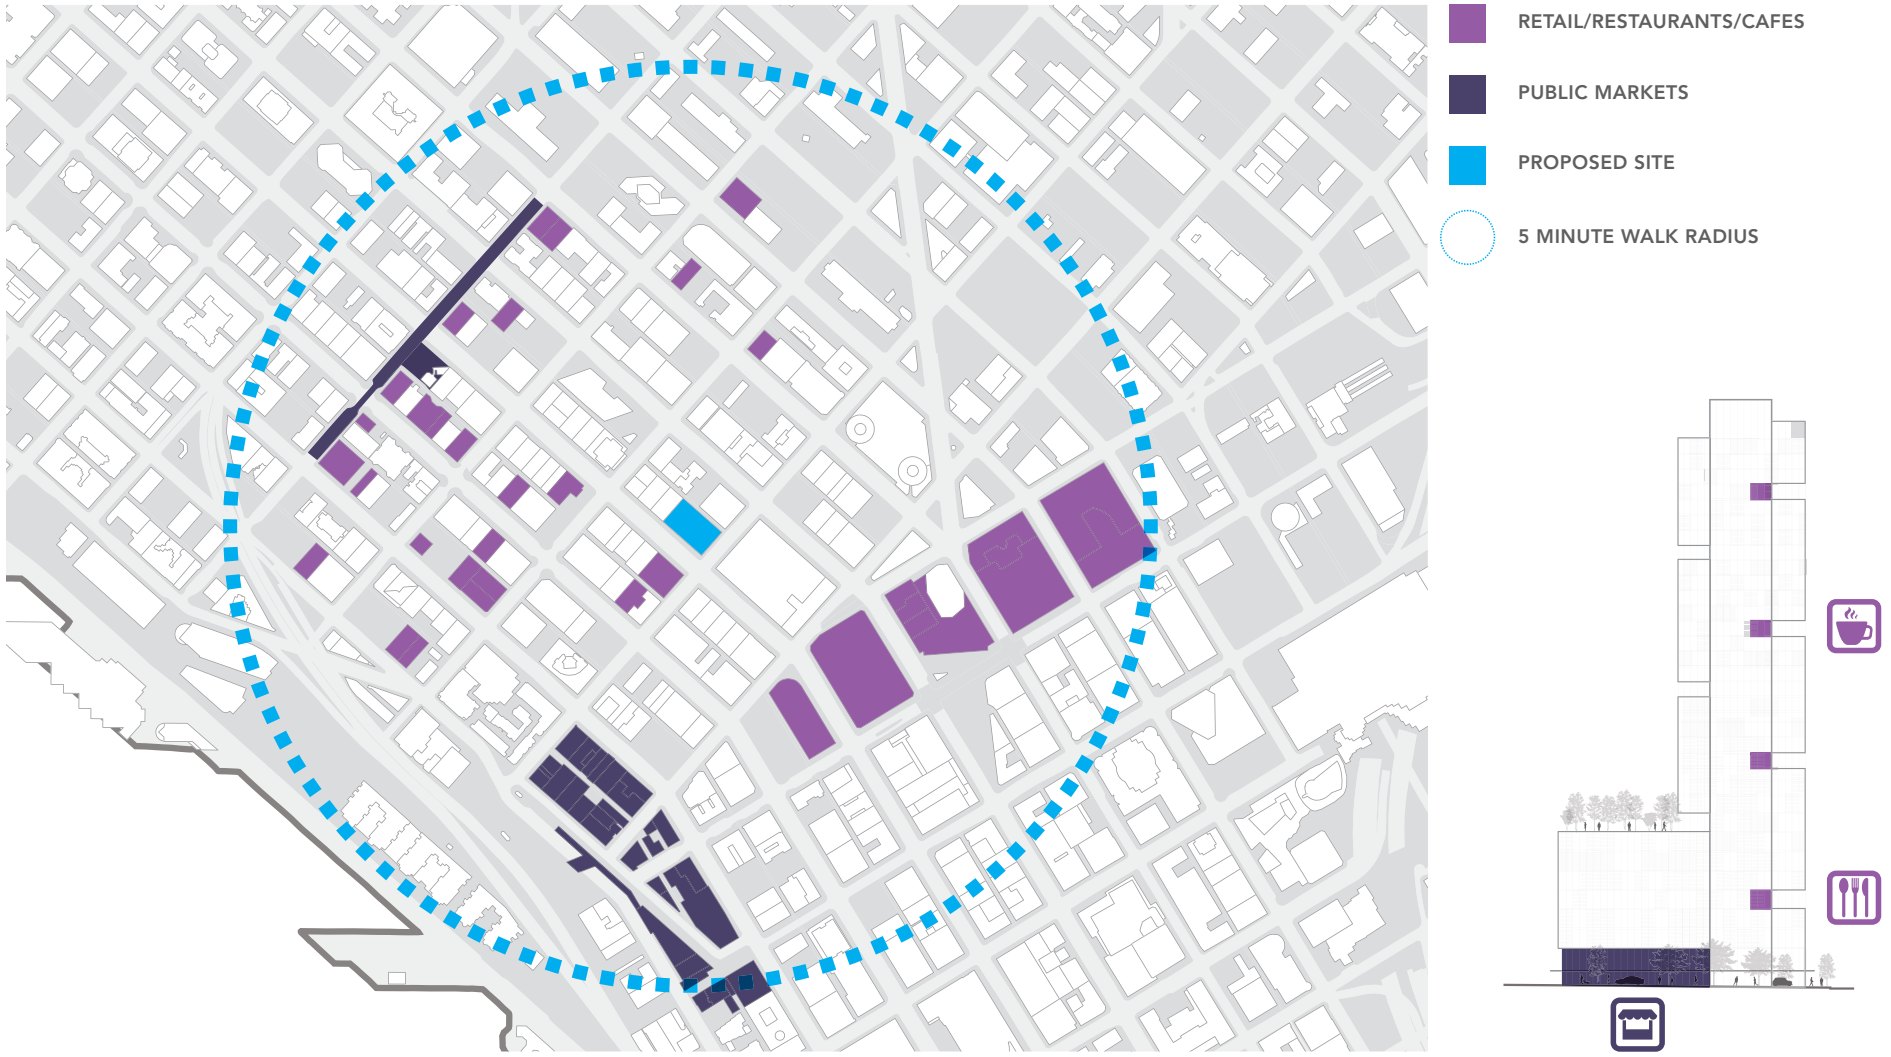 RETAIL/RESTAURANTS/CAFES
PUBLIC MARKETS
PROPOSED SITE
5 MINUTE WALK RADIUS